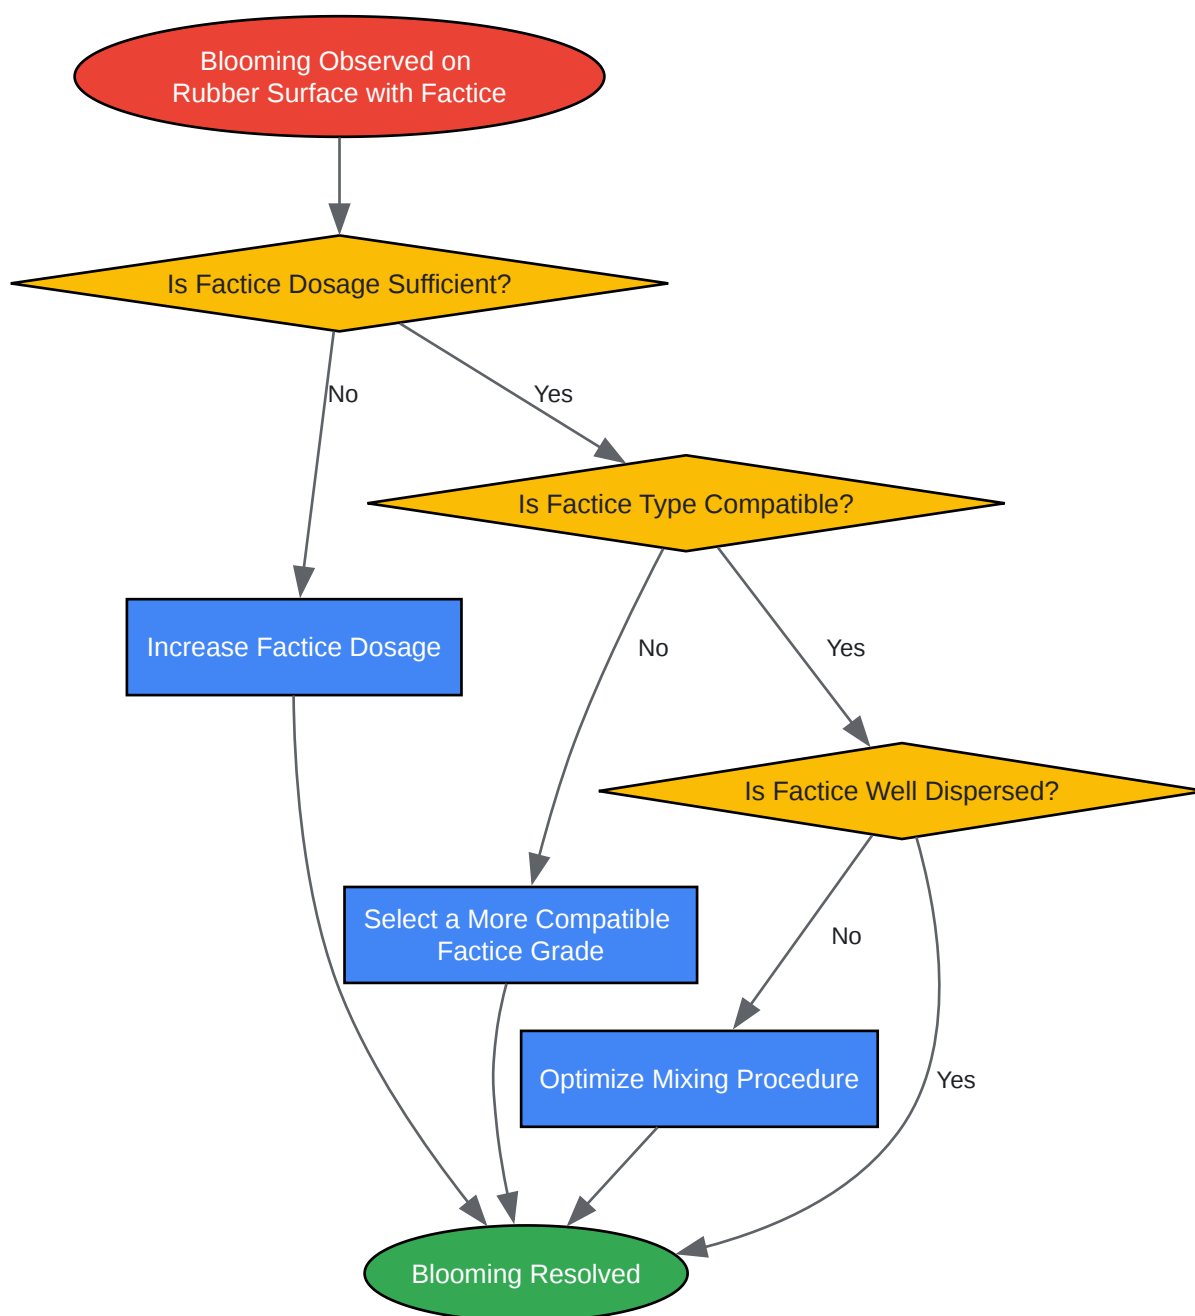 Blooming Observed on
Rubber Surface with Factice
Is Factice Dosage Sufficient?
No
Yes
Is Factice Type Compatible?
Increase Factice Dosage
No
Yes
Is Factice Well Dispersed?
Select a More Compatible
Factice Grade
No
Optimize Mixing Procedure
Yes
Blooming Resolved